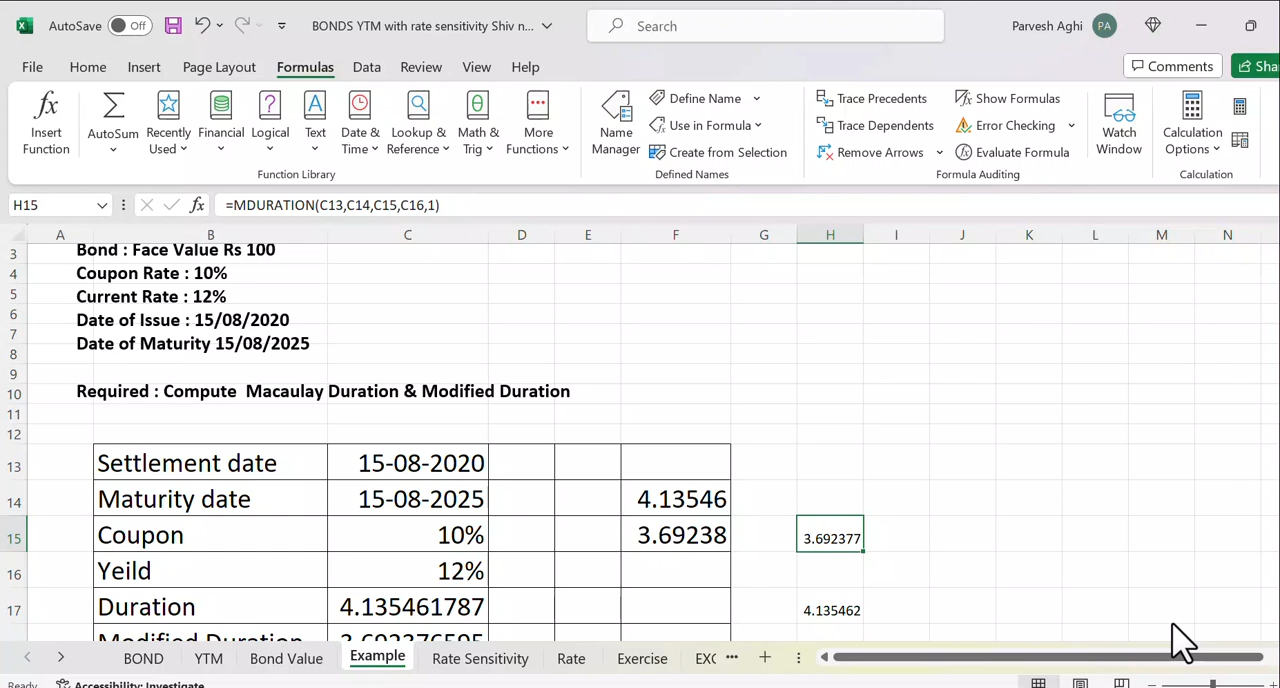 AutoSave Off BONDS YTM with rate sensitivity Shiv n... Search Parvesh Aghi PA
File Home Insert Page Layout Formulas Data Review View Help Comments Sha
fx Insert Function
AutoSum
Recently Used
Financial
Logical
Text
Date & Time
Lookup & Reference
Math & Trig
More Functions
Function Library
Name Manager
Define Name
Use in Formula
Create from Selection
Defined Names
Trace Precedents
Trace Dependents
Remove Arrows
Show Formulas
Error Checking
Evaluate Formula
Formula Auditing
Watch Window
Calculation Options
Calculation
H15 fx =MDURATION(C13,C14,C15,C16,1)
A B C D E F G H I J K L M N
3 Bond : Face Value Rs 100
4 Coupon Rate : 10%
5 Current Rate : 12%
6 Date of Issue : 15/08/2020
7 Date of Maturity 15/08/2025
8
9
10 Required : Compute Macaulay Duration & Modified Duration
11
12
13 Settlement date 15-08-2020
14 Maturity date 15-08-2025 4.13546
15 Coupon 10% 3.69238 3.692377
16 Yeild 12%
17 Duration 4.135461787 4.135462
Modified Duration 3.692376595
BOND YTM Bond Value Example Rate Sensitivity Rate Exercise EXC ...
Ready Accessibility: Investigate